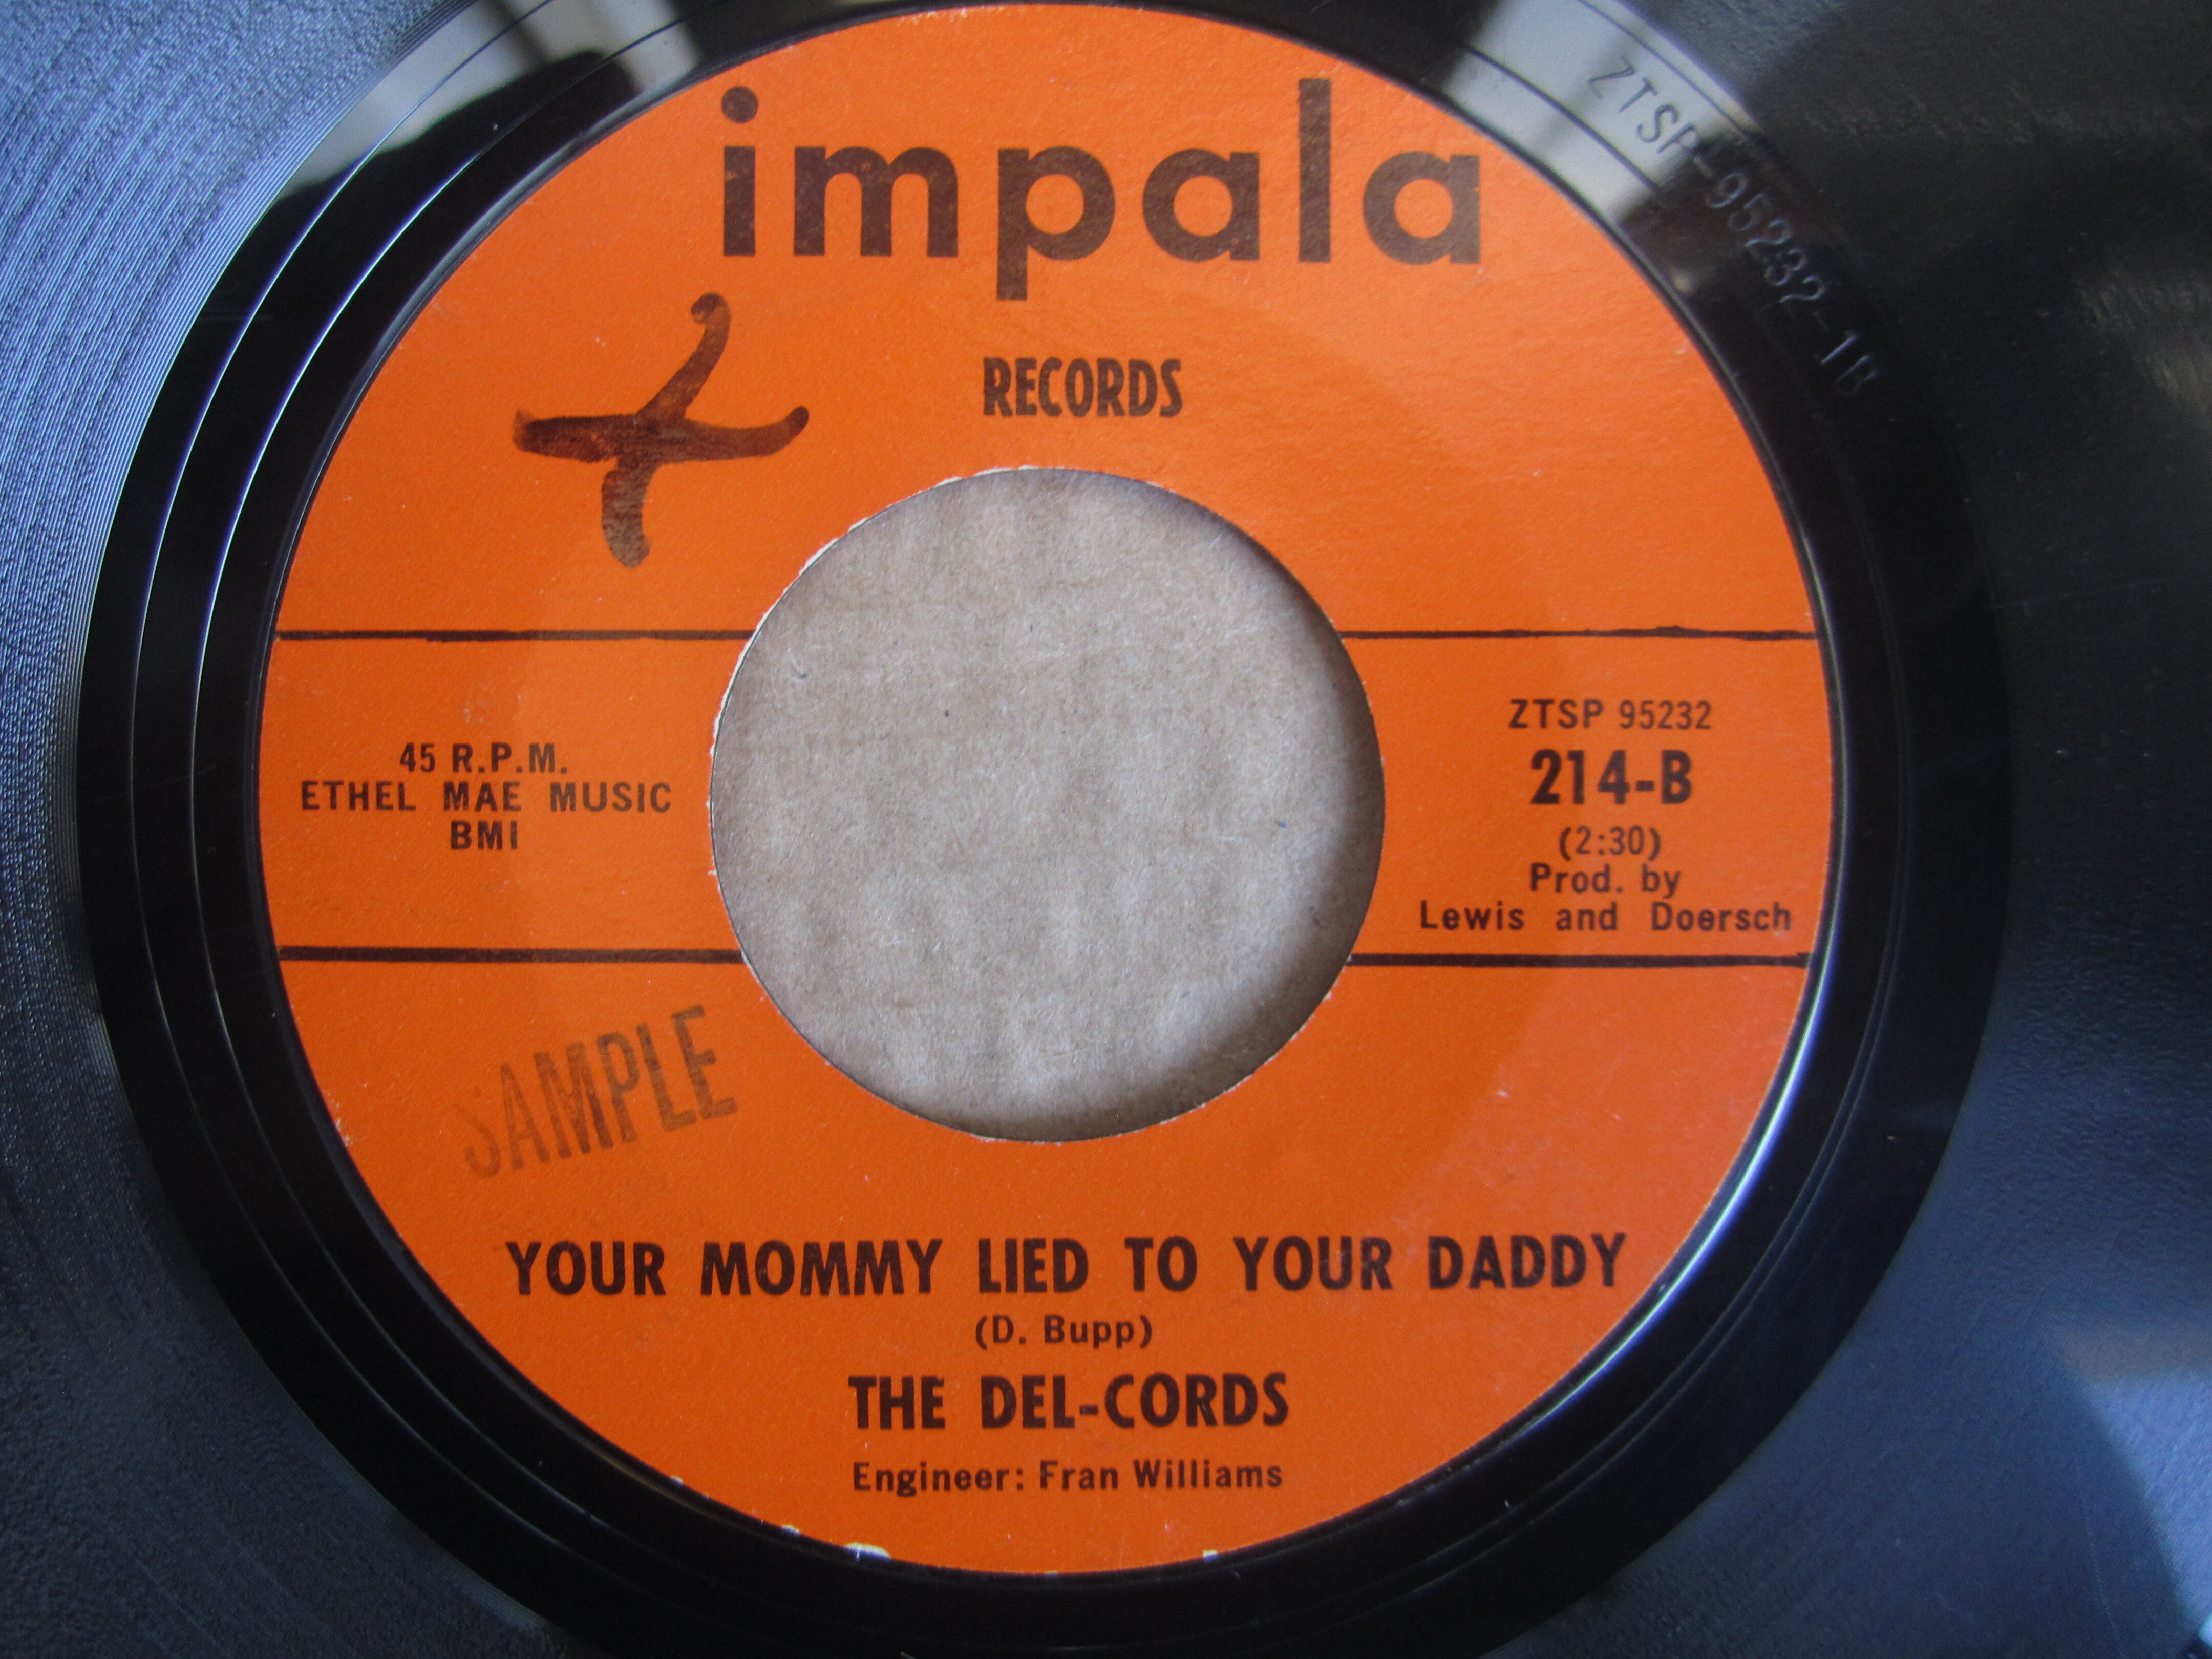 impala
RECORDS
ZTSP-95232-1B
45 R.P.M.
ETHEL MAE MUSIC
BMI
ZTSP 95232
214-B
(2:30)
Prod. by
Lewis and Doersch
SAMPLE
YOUR MOMMY LIED TO YOUR DADDY
(D. Bupp)
THE DEL-CORDS
Engineer: Fran Williams